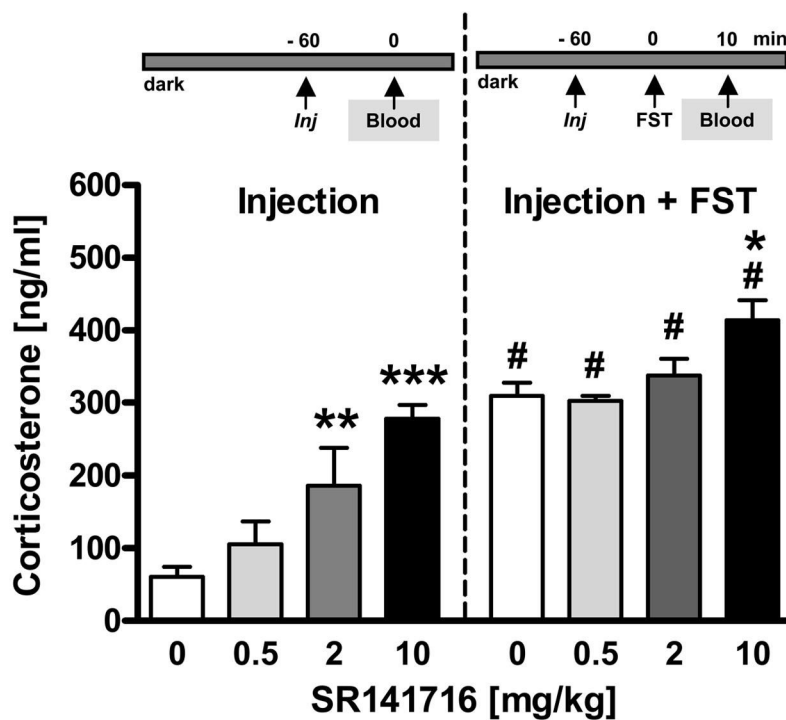 - 60 0
dark
Inj Blood
- 60 0 10 min
dark
Inj FST Blood
Corticosterone [ng/ml]
600
500
400
300
200
100
0
Injection
** ***
0 0.5 2 10
Injection + FST
# # # * #
0 0.5 2 10
SR141716 [mg/kg]